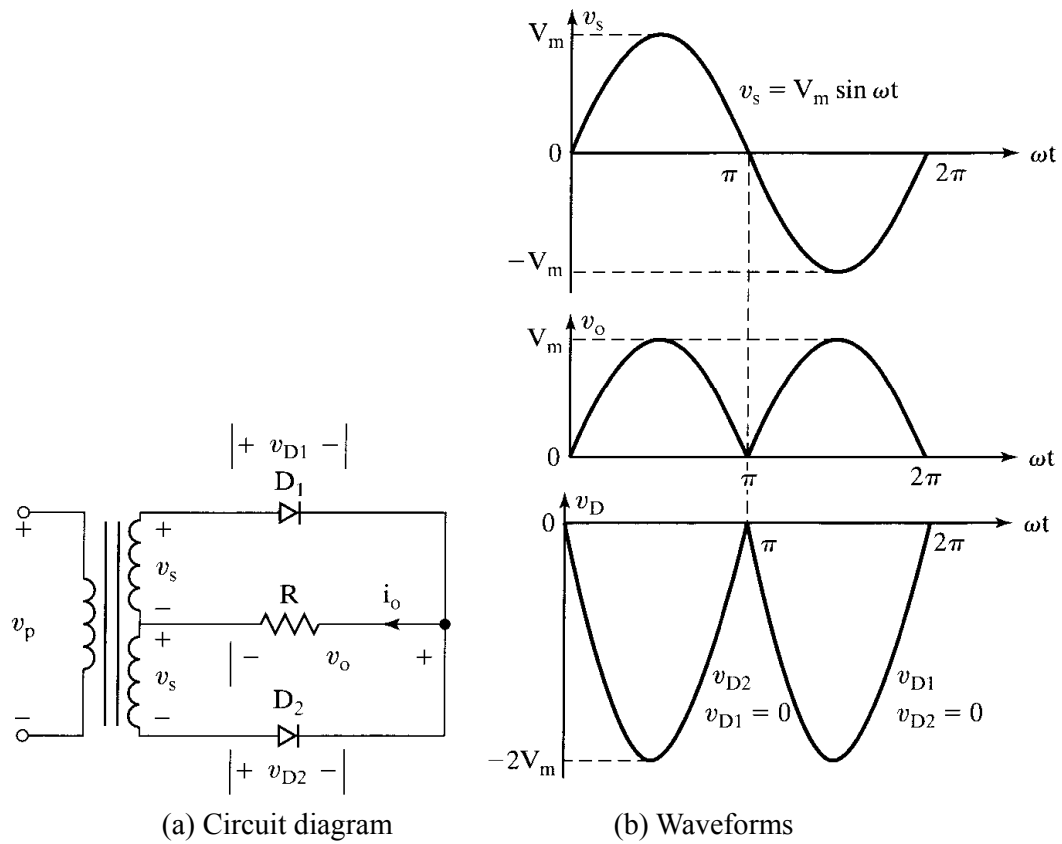 V_m v_s
v_s = V_m sin ωt
0 π 2π ωt
−V_m
V_m v_o
0 π 2π ωt
v_D
0 π 2π ωt
v_D2
v_D1 = 0
v_D1
v_D2 = 0
−2V_m
+ v_D1 −
D_1
+ +
v_s
−
R i_o
v_p
+ − v_o +
v_s
D_2
− −
+ v_D2 −
(a) Circuit diagram
(b) Waveforms